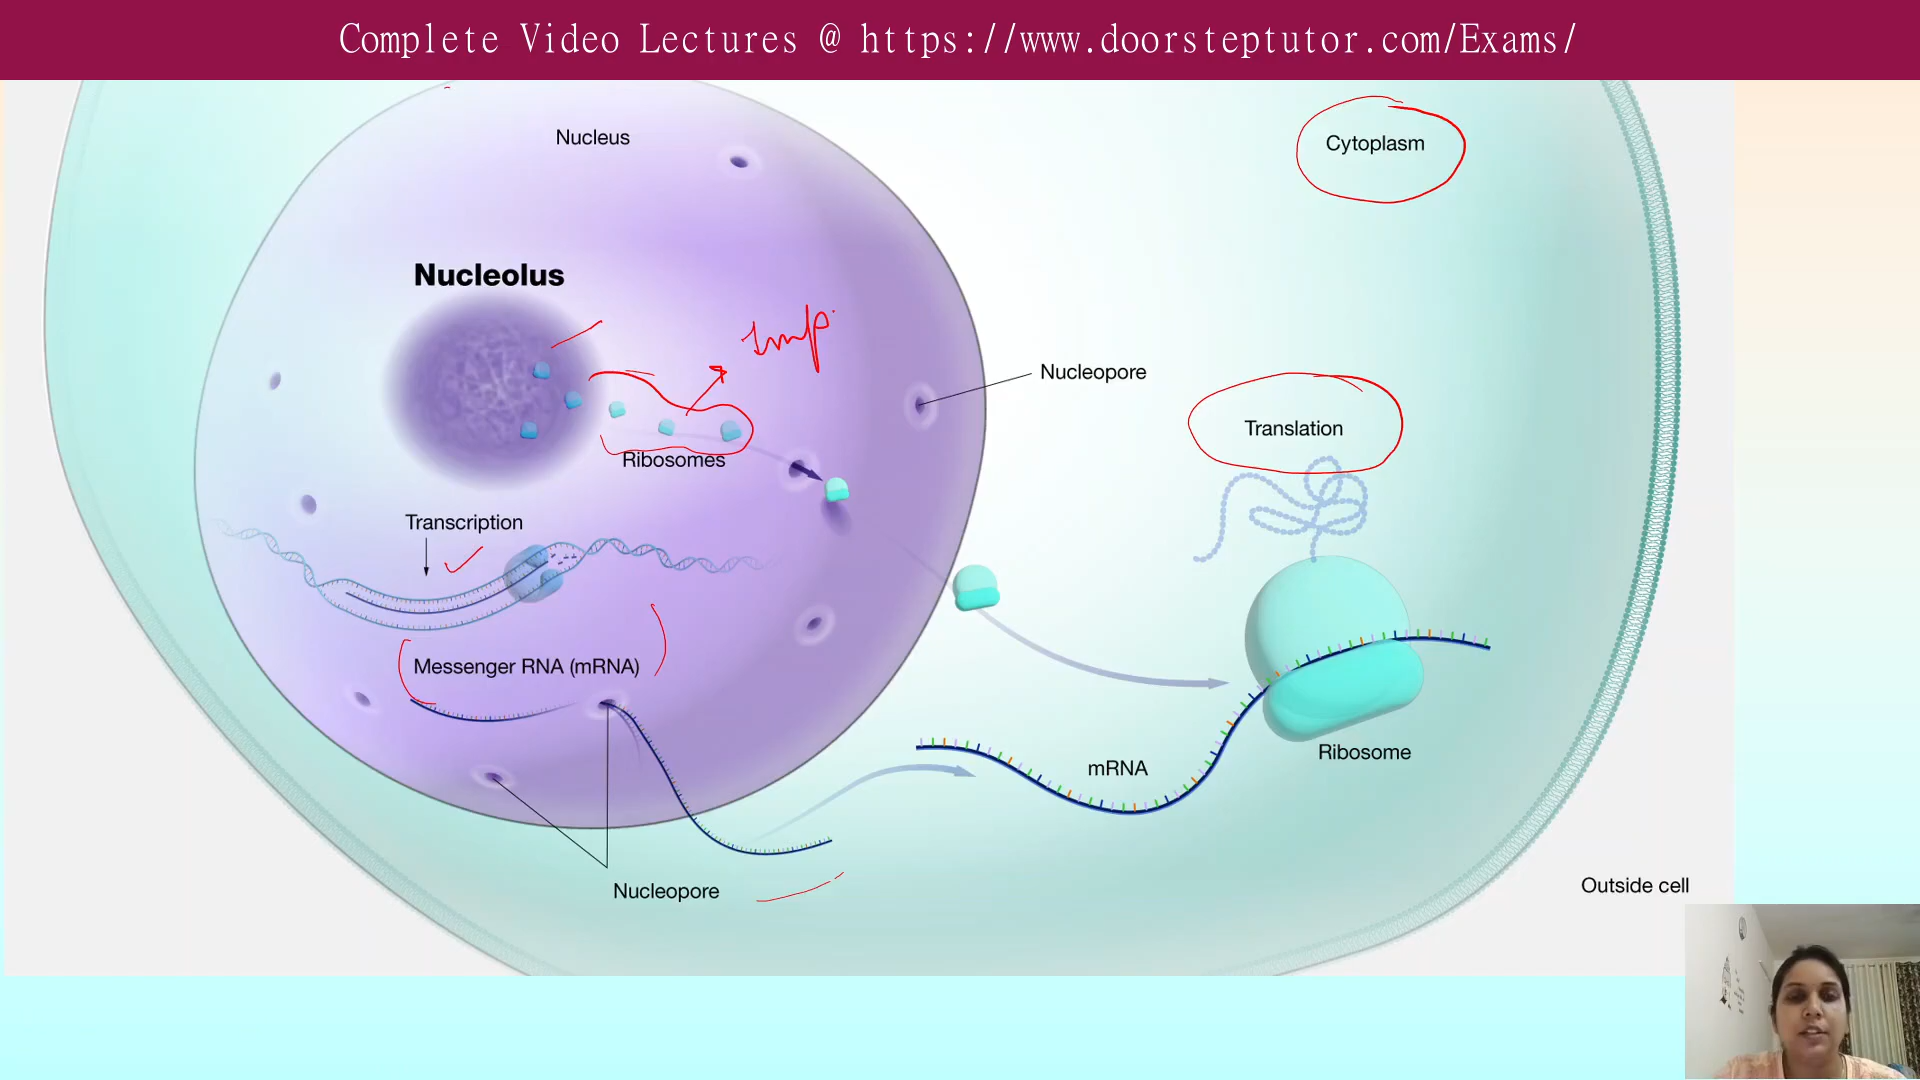 Complete Video Lectures @ https://www.doorsteptutor.com/Exams/
Nucleus
Cytoplasm
Nucleolus
Imp.
Nucleopore
Translation
Ribosomes
Transcription
Messenger RNA (mRNA)
Ribosome
mRNA
Nucleopore
Outside cell